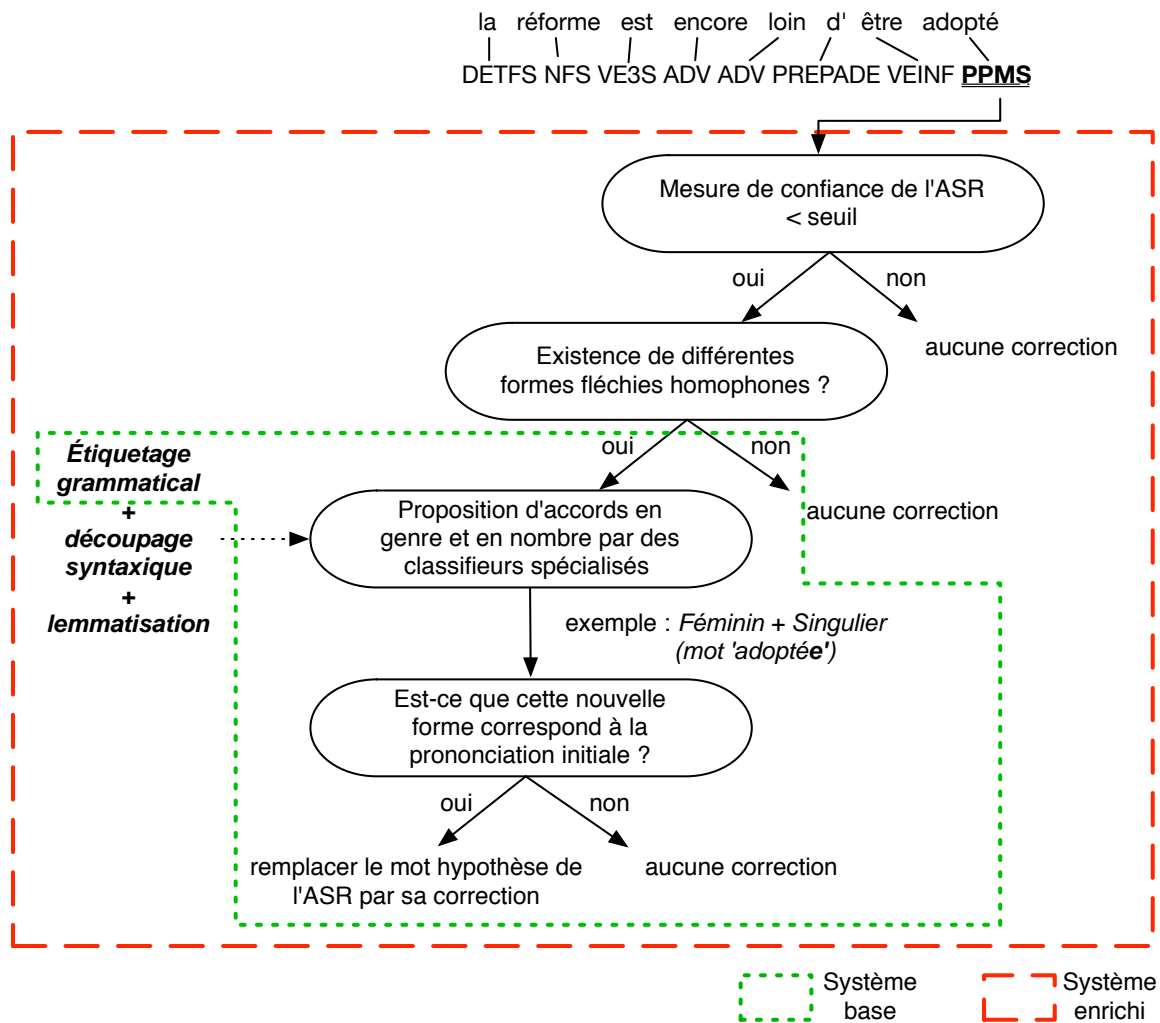 la réforme est encore loin d' être adopté
DETFS NFS VE3S ADV ADV PREPADE VEINF PPMS
Mesure de confiance de l'ASR
< seuil
oui
non
aucune correction
Existence de différentes
formes fléchies homophones ?
oui
non
aucune correction
Étiquetage
grammatical
+
découpage
syntaxique
+
lemmatisation
Proposition d'accords en
genre et en nombre par des
classifieurs spécialisés
exemple : Féminin + Singulier
(mot 'adoptée')
Est-ce que cette nouvelle
forme correspond à la
prononciation initiale ?
oui
non
remplacer le mot hypothèse de
l'ASR par sa correction
aucune correction
Système
base
Système
enrichi